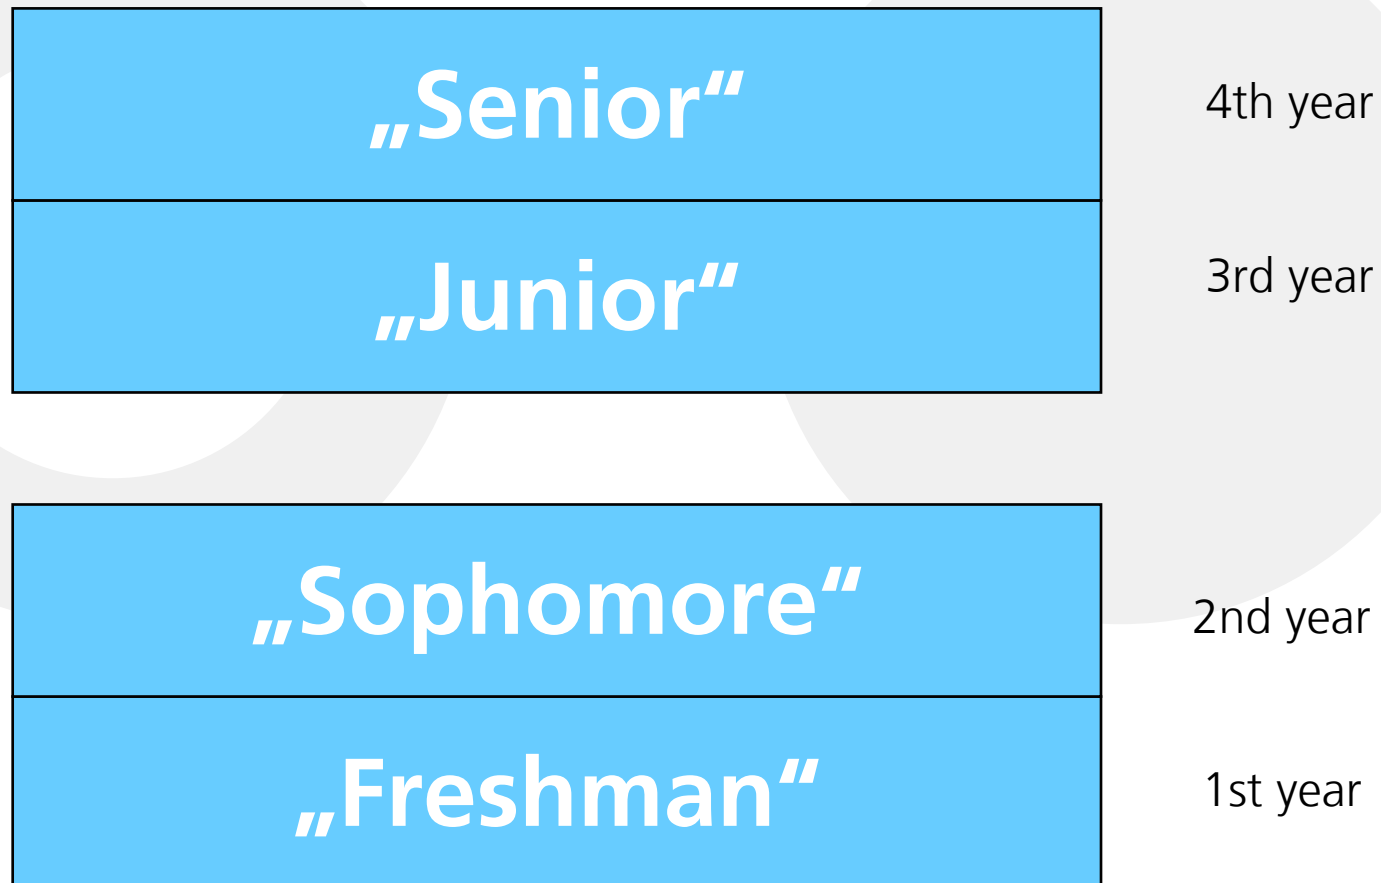 „Senior“
4th year
„Junior“
3rd year
„Sophomore“
2nd year
„Freshman“
1st year